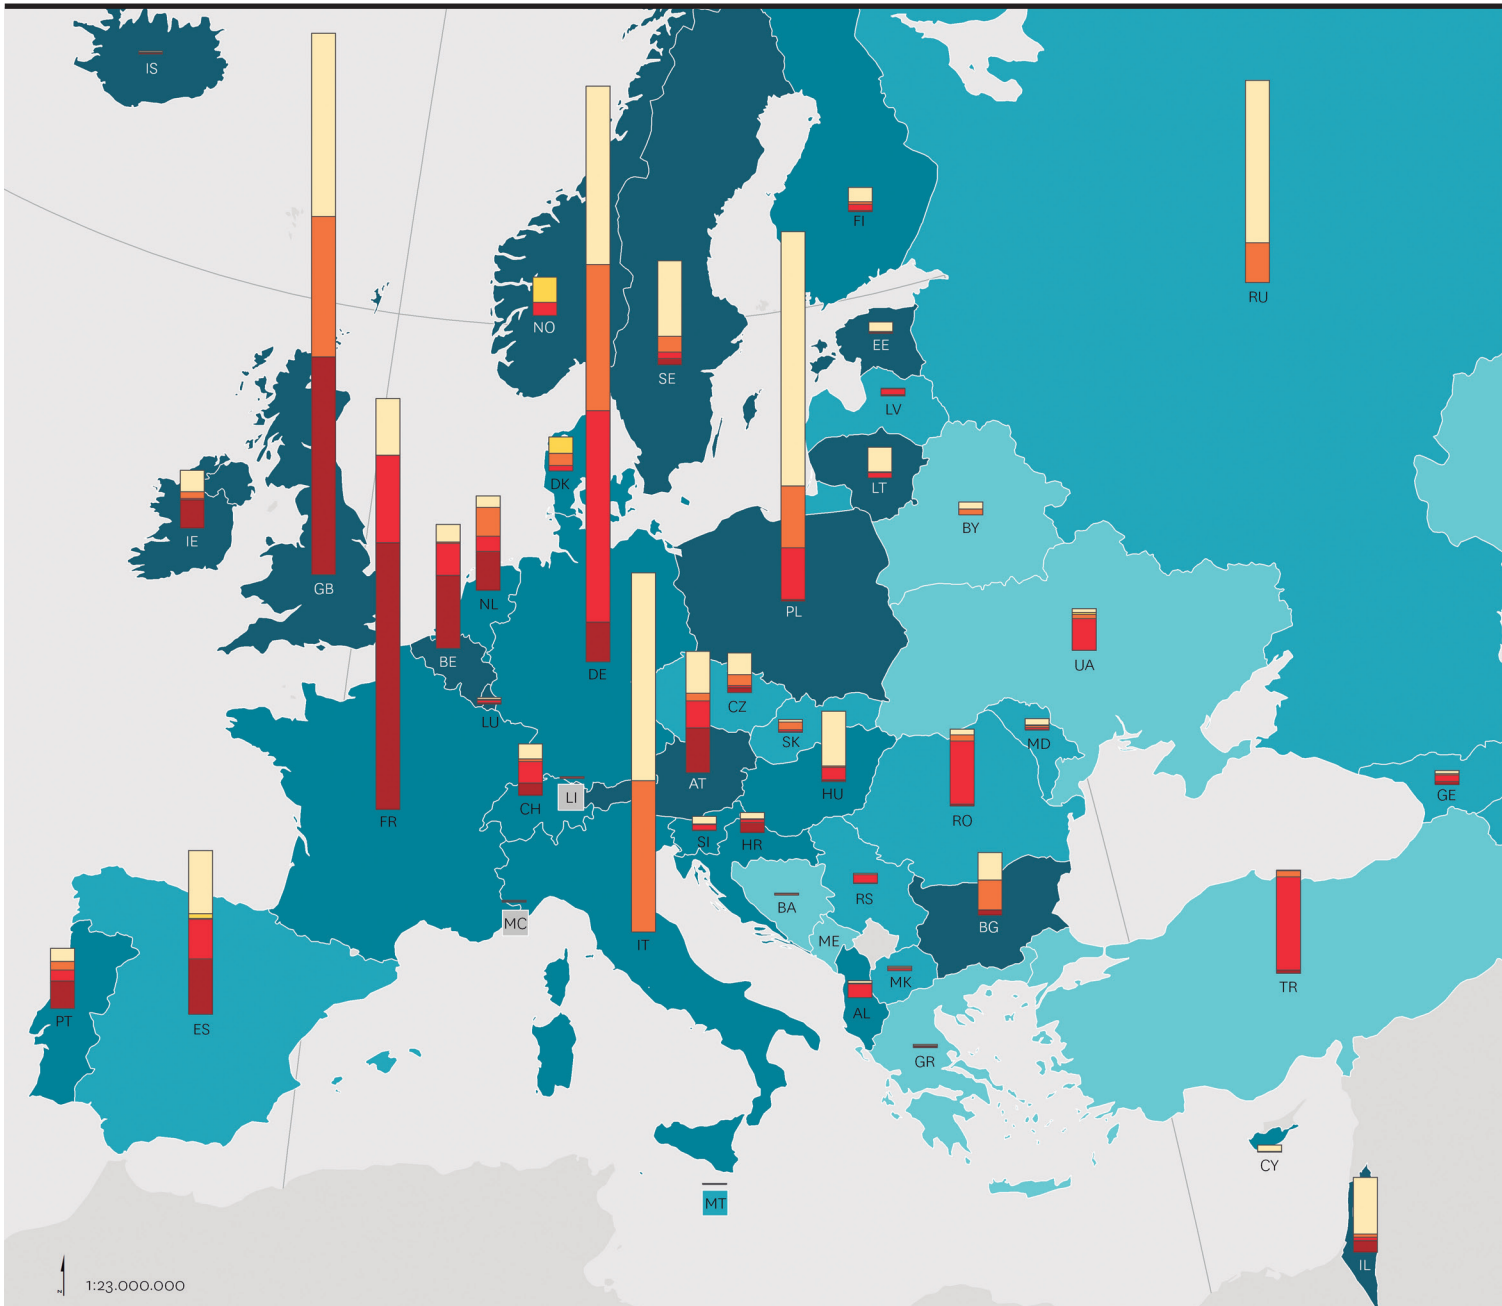 IS
FI
RU
NO
EE
SE
LV
DK
LT
BY
IE
GB
NL
PL
BE
UA
DE
LU
CZ
SK
MD
AT
HU
CH
LI
GE
FR
RO
SI
HR
RS
BA
MC
BG
ME
IT
MK
TR
AL
PT
ES
GR
CY
MT
IL
N
1:23.000.000